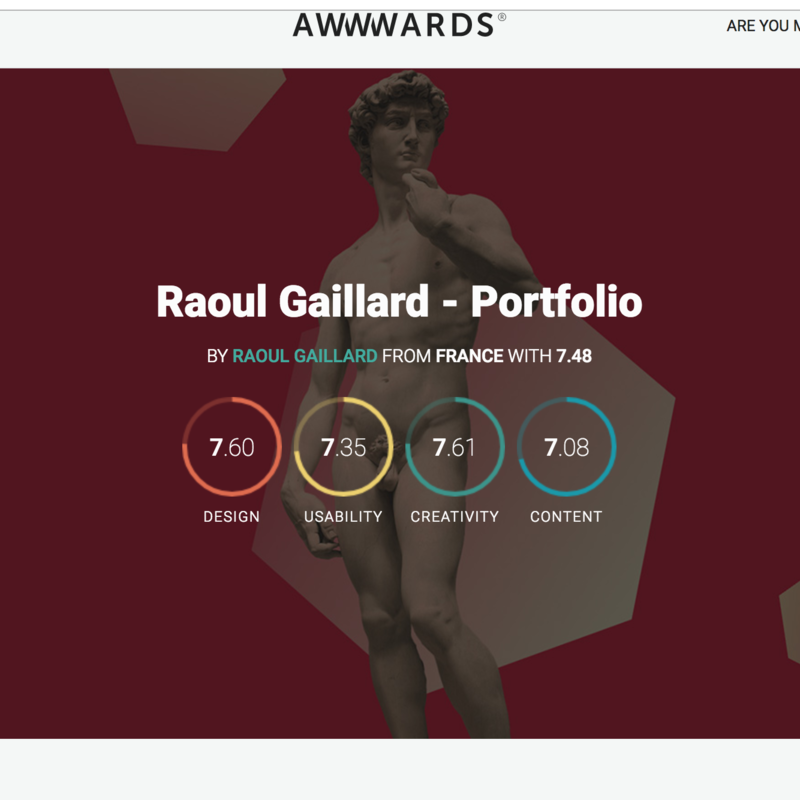 AWWWARDS®
ARE YOU M
Raoul Gaillard - Portfolio
BY RAOUL GAILLARD FROM FRANCE WITH 7.48
7.60 7.35 7.61 7.08
DESIGN USABILITY CREATIVITY CONTENT